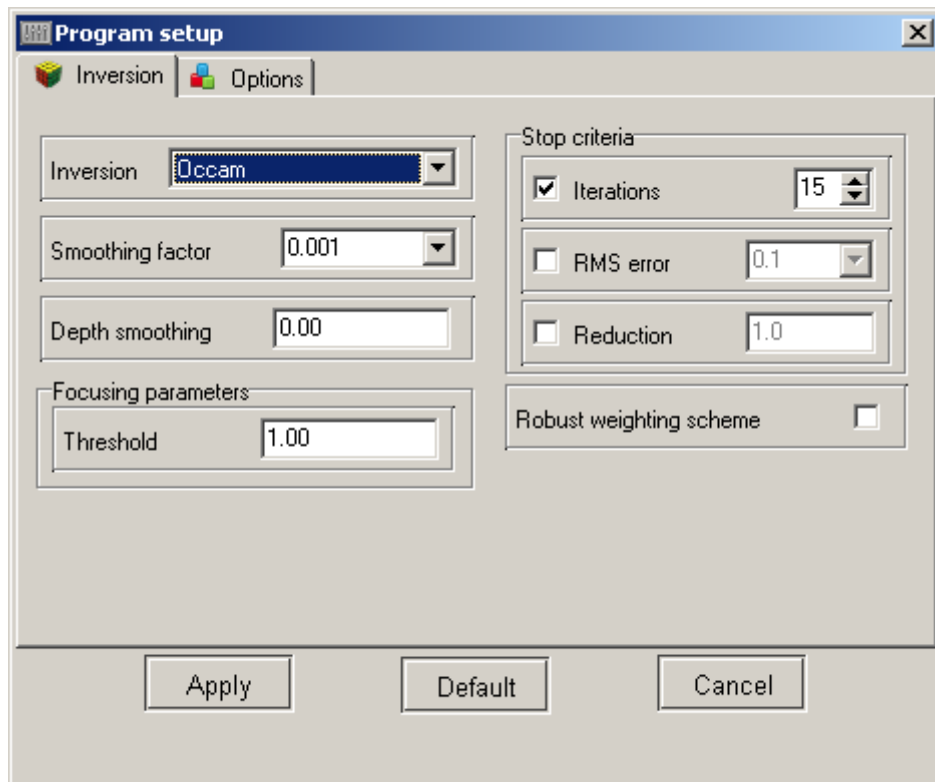 Program setup
Inversion
Options
Inversion
Occam
Smoothing factor
0.001
Depth smoothing
0.00
Focusing parameters
Threshold
1.00
Stop criteria
Iterations
15
RMS error
0.1
Reduction
1.0
Robust weighting scheme
Apply
Default
Cancel